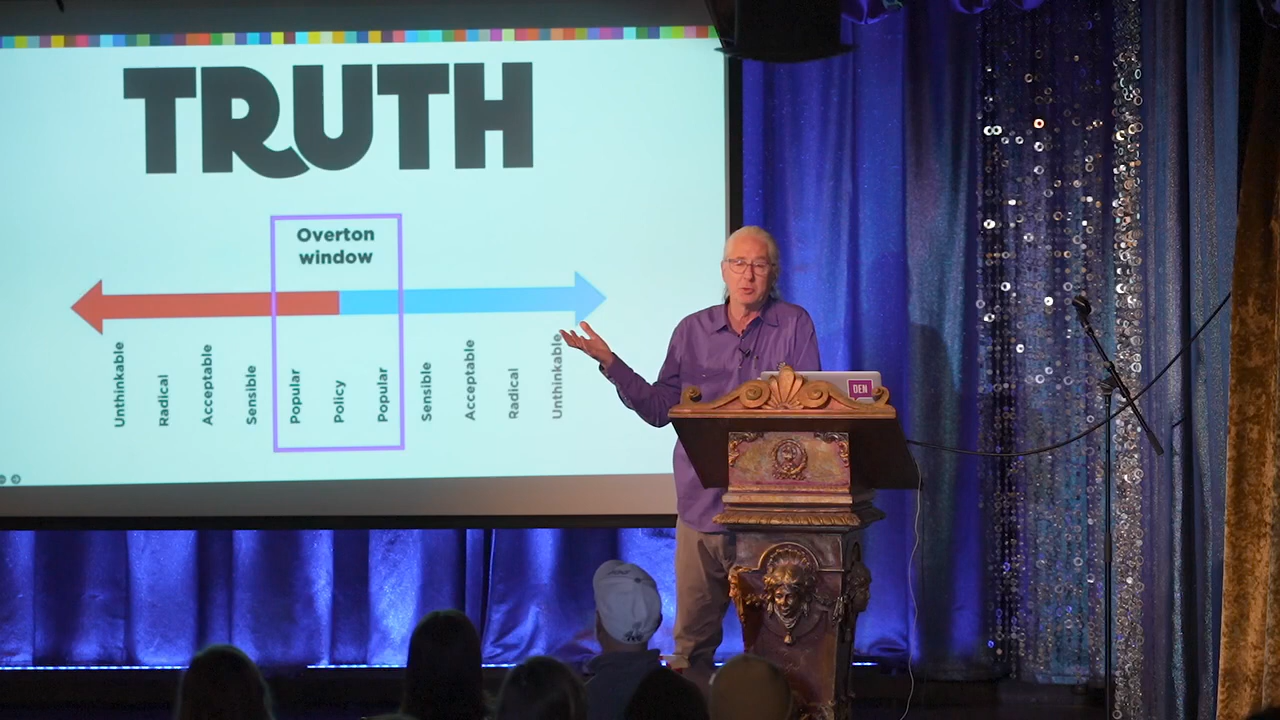 TRUTH
Overton
window
Unthinkable
Radical
Acceptable
Sensible
Popular
Policy
Popular
Sensible
Acceptable
Radical
Unthinkable
DEN